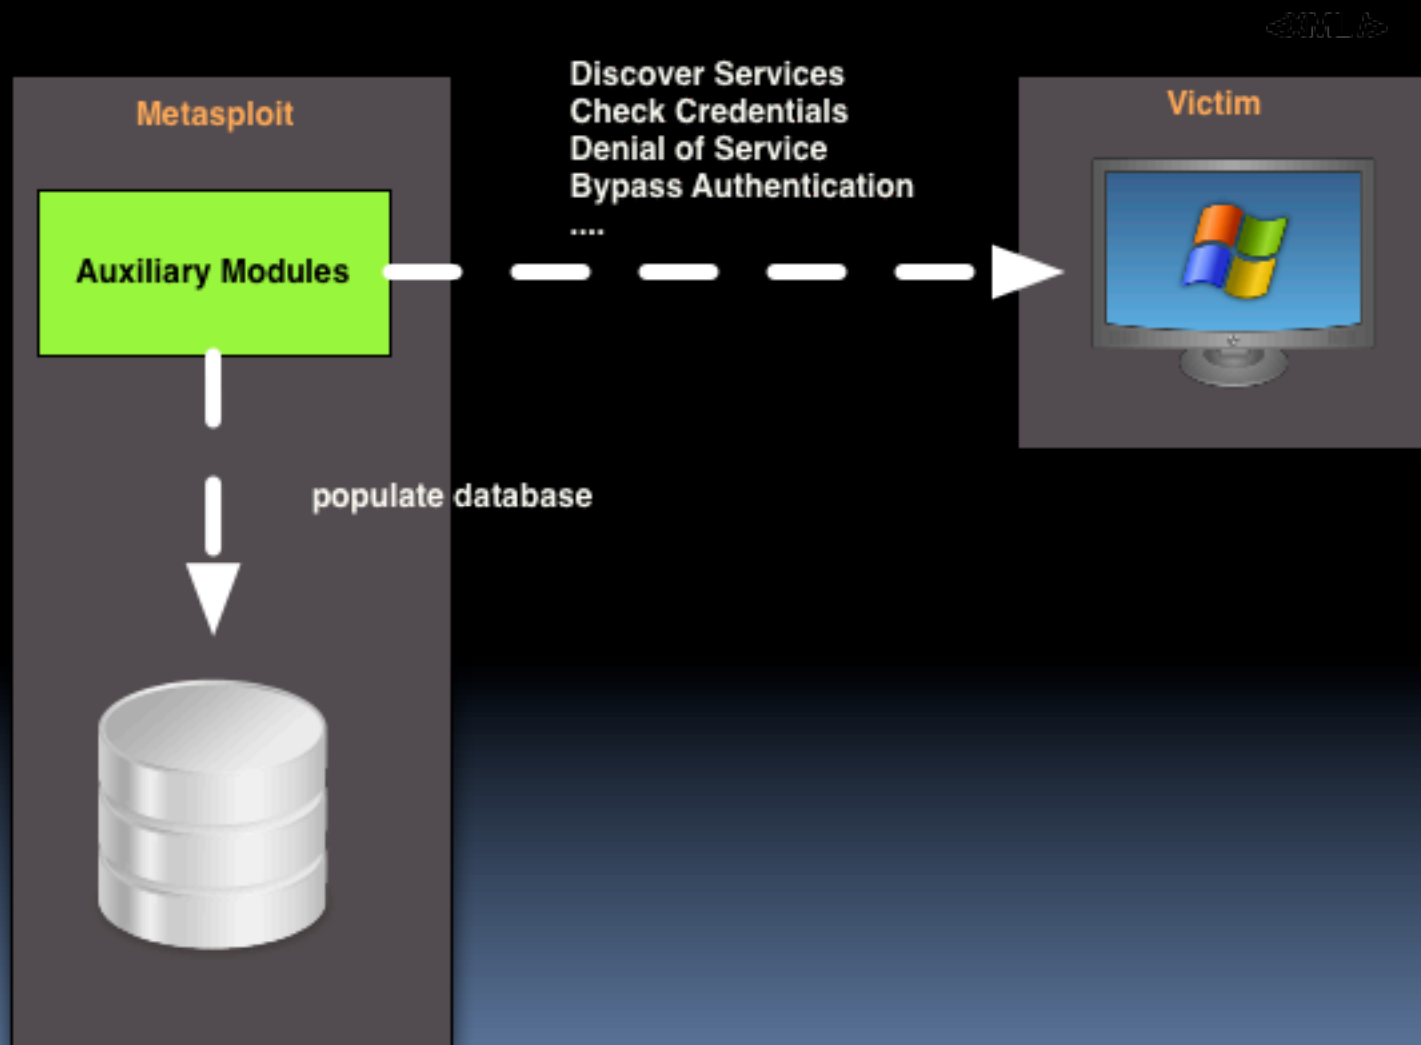 Metasploit
Discover Services
Check Credentials
Denial of Service
Bypass Authentication
....
Victim
Auxiliary Modules
populate database